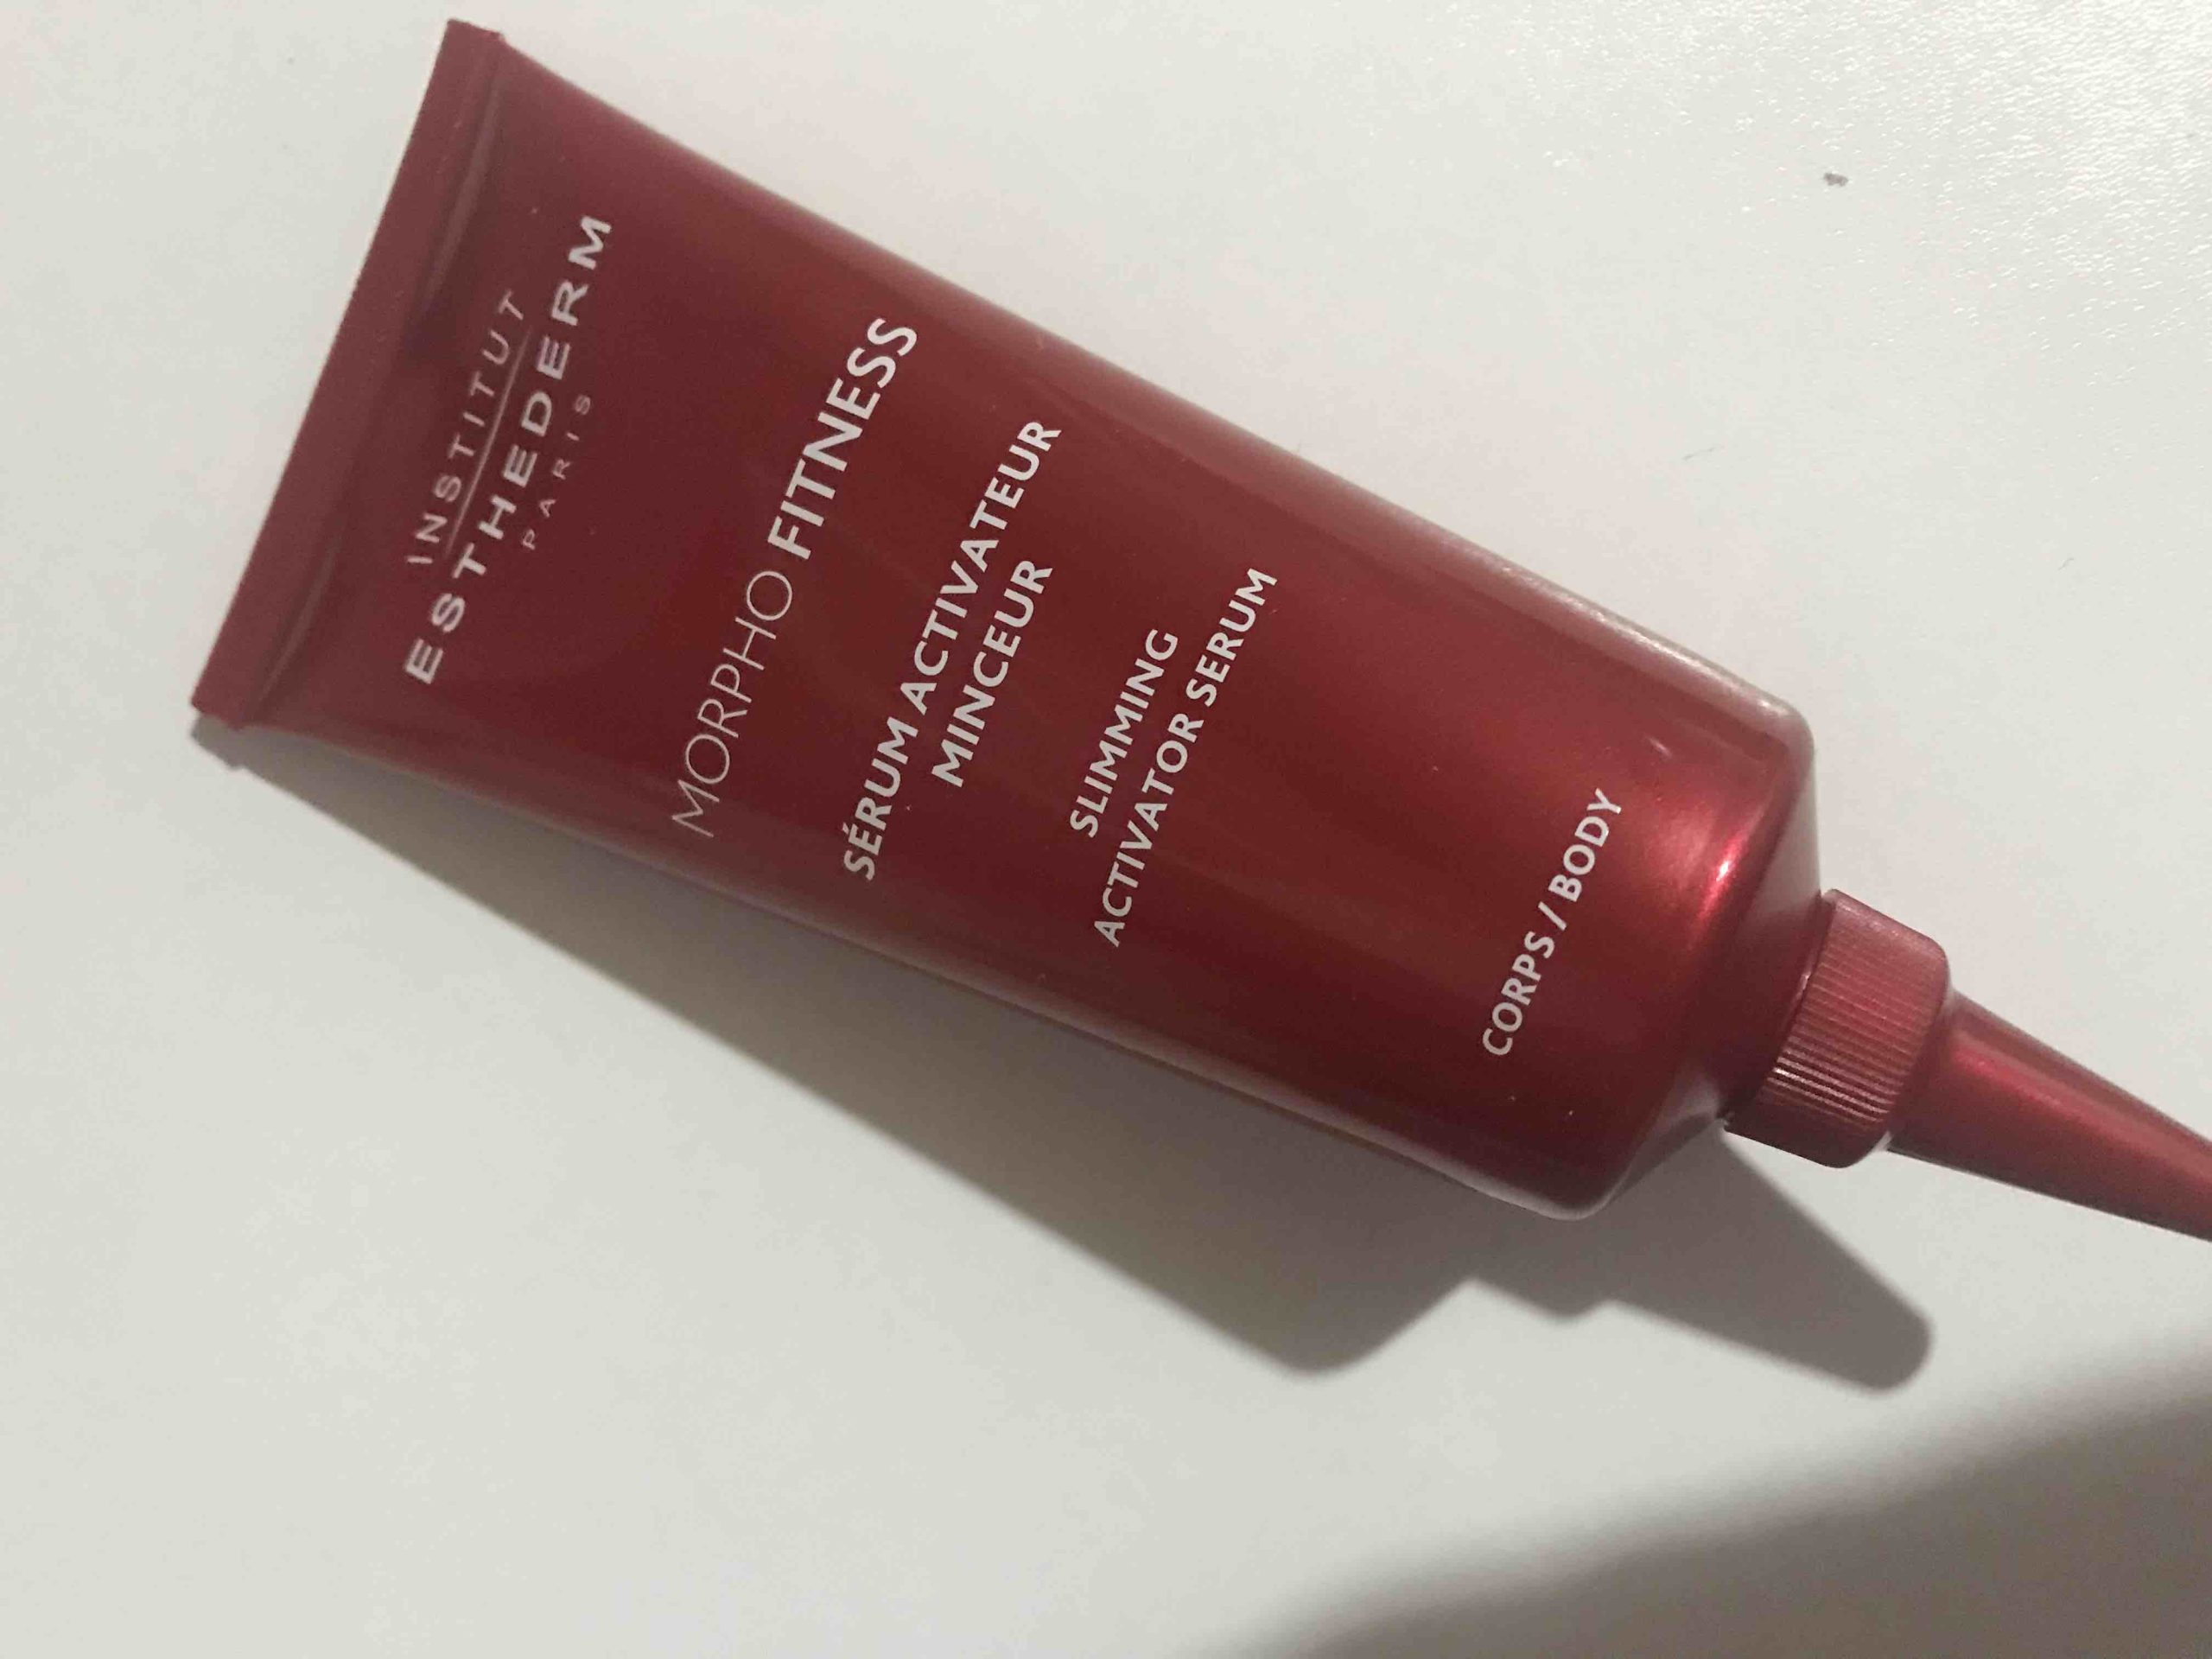 INSTITUT
ESTHEDERM
PARIS
MORPHO FITNESS
SÉRUM ACTIVATEUR
MINCEUR
SLIMMING
ACTIVATOR SERUM
CORPS / BODY